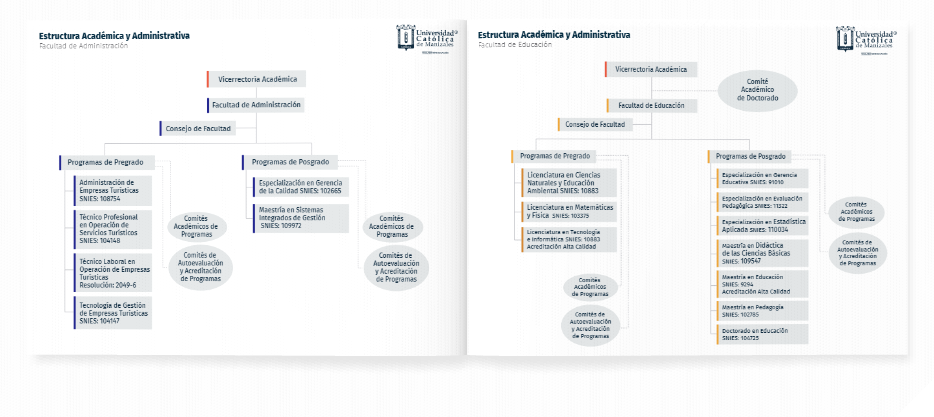 Estructura Académica y Administrativa
Facultad de Administración
Universidad®
Católica
de Manizales
Vicerrectoría Académica
Facultad de Administración
Consejo de Facultad
Programas de Pregrado
Administración de
Empresas Turísticas
SNIES: 108754
Técnico Profesional
en Operación de
Servicios Turísticos
SNIES: 104148
Técnico Laboral en
Operación de Empresas
Turísticas
Resolución: 2049-6
Tecnología de Gestión
de Empresas Turísticas
SNIES: 104147
Comités
Académicos de
Programas
Comités de
Autoevaluación
y Acreditación
de Programas
Programas de Posgrado
Especialización en Gerencia
de la Calidad SNIES: 102665
Maestría en Sistemas
Integrados de Gestión
SNIES: 109972
Comités
Académicos de
Programas
Comités de
Autoevaluación
y Acreditación
de Programas
Estructura Académica y Administrativa
Facultad de Educación
Universidad®
Católica
de Manizales
Vicerrectoría Académica
Comité
Académico
de Doctorado
Facultad de Educación
Consejo de Facultad
Programas de Pregrado
Licenciatura en Ciencias
Naturales y Educación
Ambiental SNIES: 10883
Licenciatura en Matemáticas
y Física SNIES: 103375
Licenciatura en Tecnología
e Informática SNIES: 10883
Acreditación Alta Calidad
Comités
Académicos
de Programas
Comités de
Autoevaluación
y Acreditación
de Programas
Programas de Posgrado
Especialización en Gerencia
Educativa SNIES: 91010
Especialización en Evaluación
Pedagógica SNIES: 11322
Especialización en Estadística
Aplicada SNIES: 110034
Maestría en Didáctica
de las Ciencias Básicas
SNIES: 109547
Maestría en Educación
SNIES: 9294
Acreditación Alta Calidad
Maestría en Pedagogía
SNIES: 102785
Doctorado en Educación
SNIES: 104725
Comités
Académicos
de Programas
Comités de
Autoevaluación
y Acreditación
de Programas